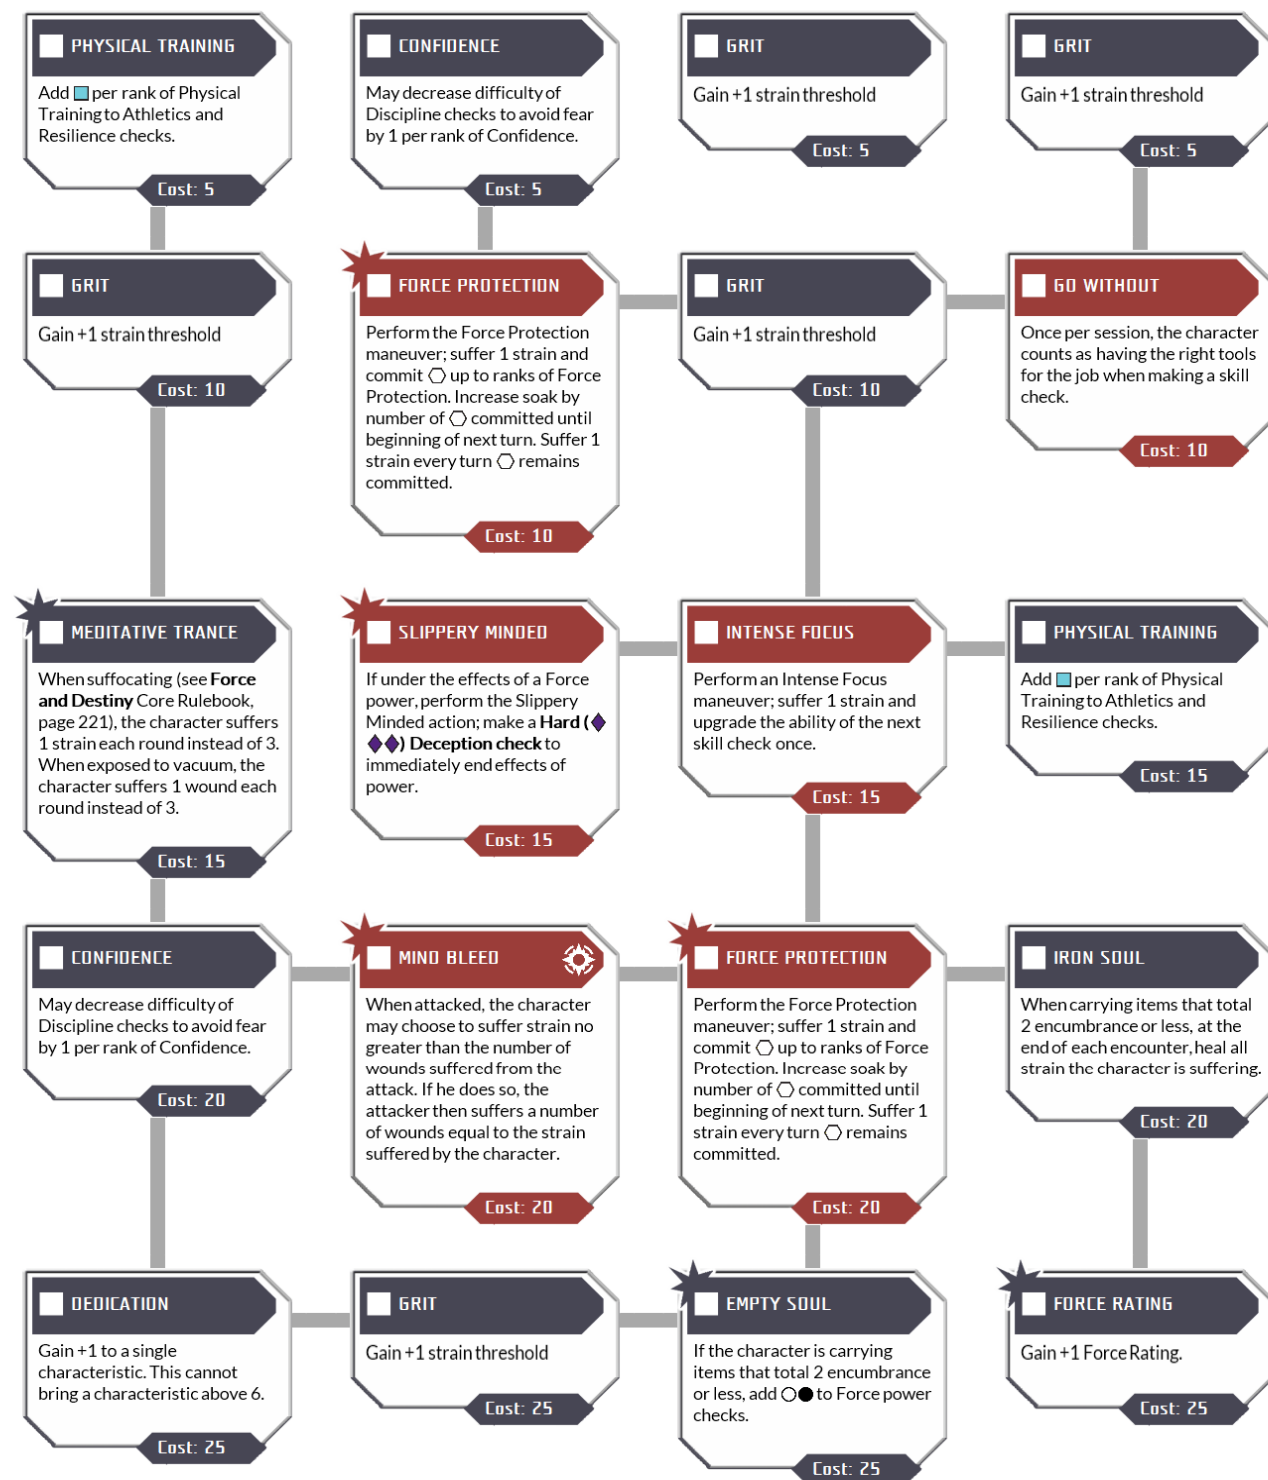 PHYSICAL TRAINING
Add per rank of Physical
Training to Athletics and
Resilience checks.
Cost: 5
CONFIDENCE
May decrease difficulty of
Discipline checks to avoid fear
by 1 per rank of Confidence.
Cost: 5
GRIT
Gain +1 strain threshold
Cost: 5
GRIT
Gain +1 strain threshold
Cost: 5
GRIT
Gain +1 strain threshold
Cost: 10
FORCE PROTECTION
Perform the Force Protection
maneuver; suffer 1 strain and
commit up to ranks of Force
Protection. Increase soak by
number of committed until
beginning of next turn. Suffer 1
strain every turn remains
committed.
Cost: 10
GRIT
Gain +1 strain threshold
Cost: 10
GO WITHOUT
Once per session, the character
counts as having the right tools
for the job when making a skill
check.
Cost: 10
MEDITATIVE TRANCE
When suffocating (see Force
and Destiny Core Rulebook,
page 221), the character suffers
1 strain each round instead of 3.
When exposed to vacuum, the
character suffers 1 wound each
round instead of 3.
Cost: 15
SLIPPERY MINDED
If under the effects of a Force
power, perform the Slippery
Minded action; make a Hard (◆
◆◆) Deception check to
immediately end effects of
power.
Cost: 15
INTENSE FOCUS
Perform an Intense Focus
maneuver; suffer 1 strain and
upgrade the ability of the next
skill check once.
Cost: 15
PHYSICAL TRAINING
Add per rank of Physical
Training to Athletics and
Resilience checks.
Cost: 15
CONFIDENCE
May decrease difficulty of
Discipline checks to avoid fear
by 1 per rank of Confidence.
Cost: 20
MIND BLEED
When attacked, the character
may choose to suffer strain no
greater than the number of
wounds suffered from the
attack. If he does so, the
attacker then suffers a number
of wounds equal to the strain
suffered by the character.
Cost: 20
FORCE PROTECTION
Perform the Force Protection
maneuver; suffer 1 strain and
commit up to ranks of Force
Protection. Increase soak by
number of committed until
beginning of next turn. Suffer 1
strain every turn remains
committed.
Cost: 20
IRON SOUL
When carrying items that total
2 encumbrance or less, at the
end of each encounter, heal all
strain the character is suffering.
Cost: 20
DEDICATION
Gain +1 to a single
characteristic. This cannot
bring a characteristic above 6.
Cost: 25
GRIT
Gain +1 strain threshold
Cost: 25
EMPTY SOUL
If the character is carrying
items that total 2 encumbrance
or less, add ○● to Force power
checks.
Cost: 25
FORCE RATING
Gain +1 Force Rating.
Cost: 25